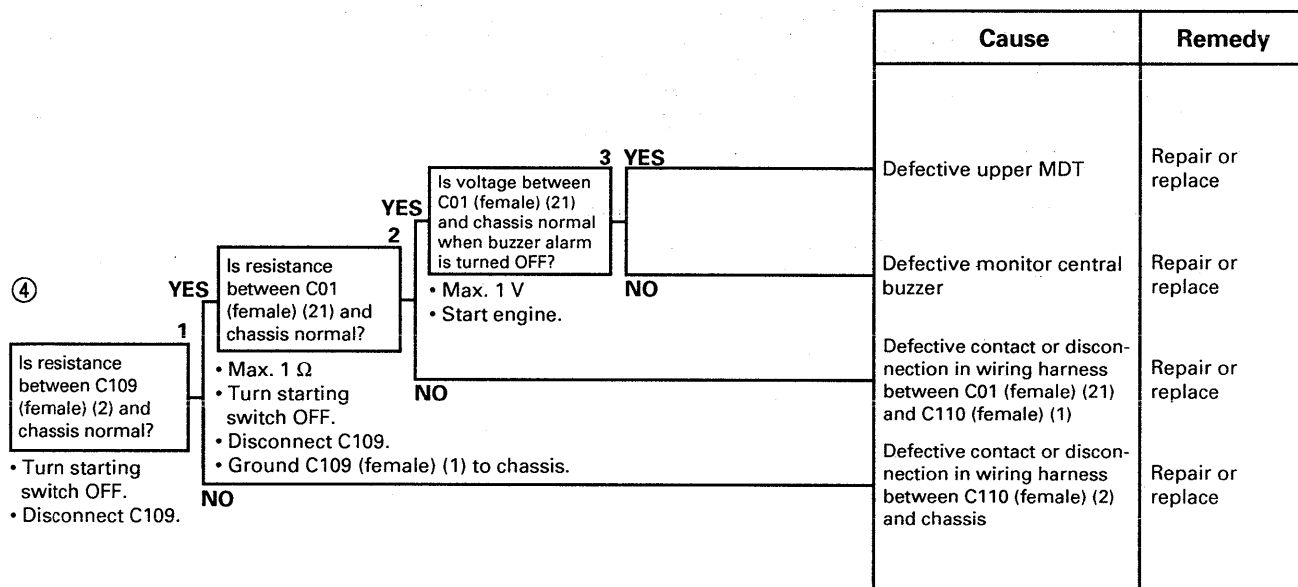 Cause
Remedy
④
1
Is resistance
between C109
(female) (2) and
chassis normal?
• Turn starting
switch OFF.
• Disconnect C109.
YES
NO
2
Is resistance
between C01
(female) (21) and
chassis normal?
• Max. 1 Ω
• Turn starting
switch OFF.
• Disconnect C109.
• Ground C109 (female) (1) to chassis.
YES
NO
3
Is voltage between
C01 (female) (21)
and chassis normal
when buzzer alarm
is turned OFF?
• Max. 1 V
• Start engine.
YES
NO
Defective upper MDT
Repair or
replace
Defective monitor central
buzzer
Repair or
replace
Defective contact or discon-
nection in wiring harness
between C01 (female) (21)
and C110 (female) (1)
Repair or
replace
Defective contact or discon-
nection in wiring harness
between C110 (female) (2)
and chassis
Repair or
replace